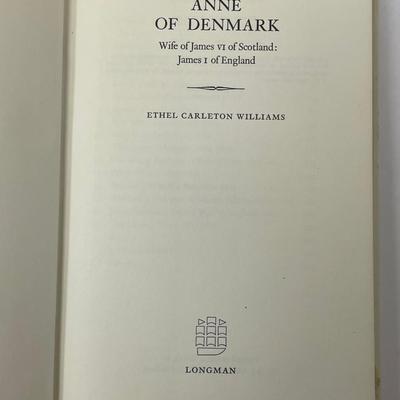 ANNE
OF DENMARK
Wife of James VI of Scotland:
James I of England
ETHEL CARLETON WILLIAMS
LONGMAN